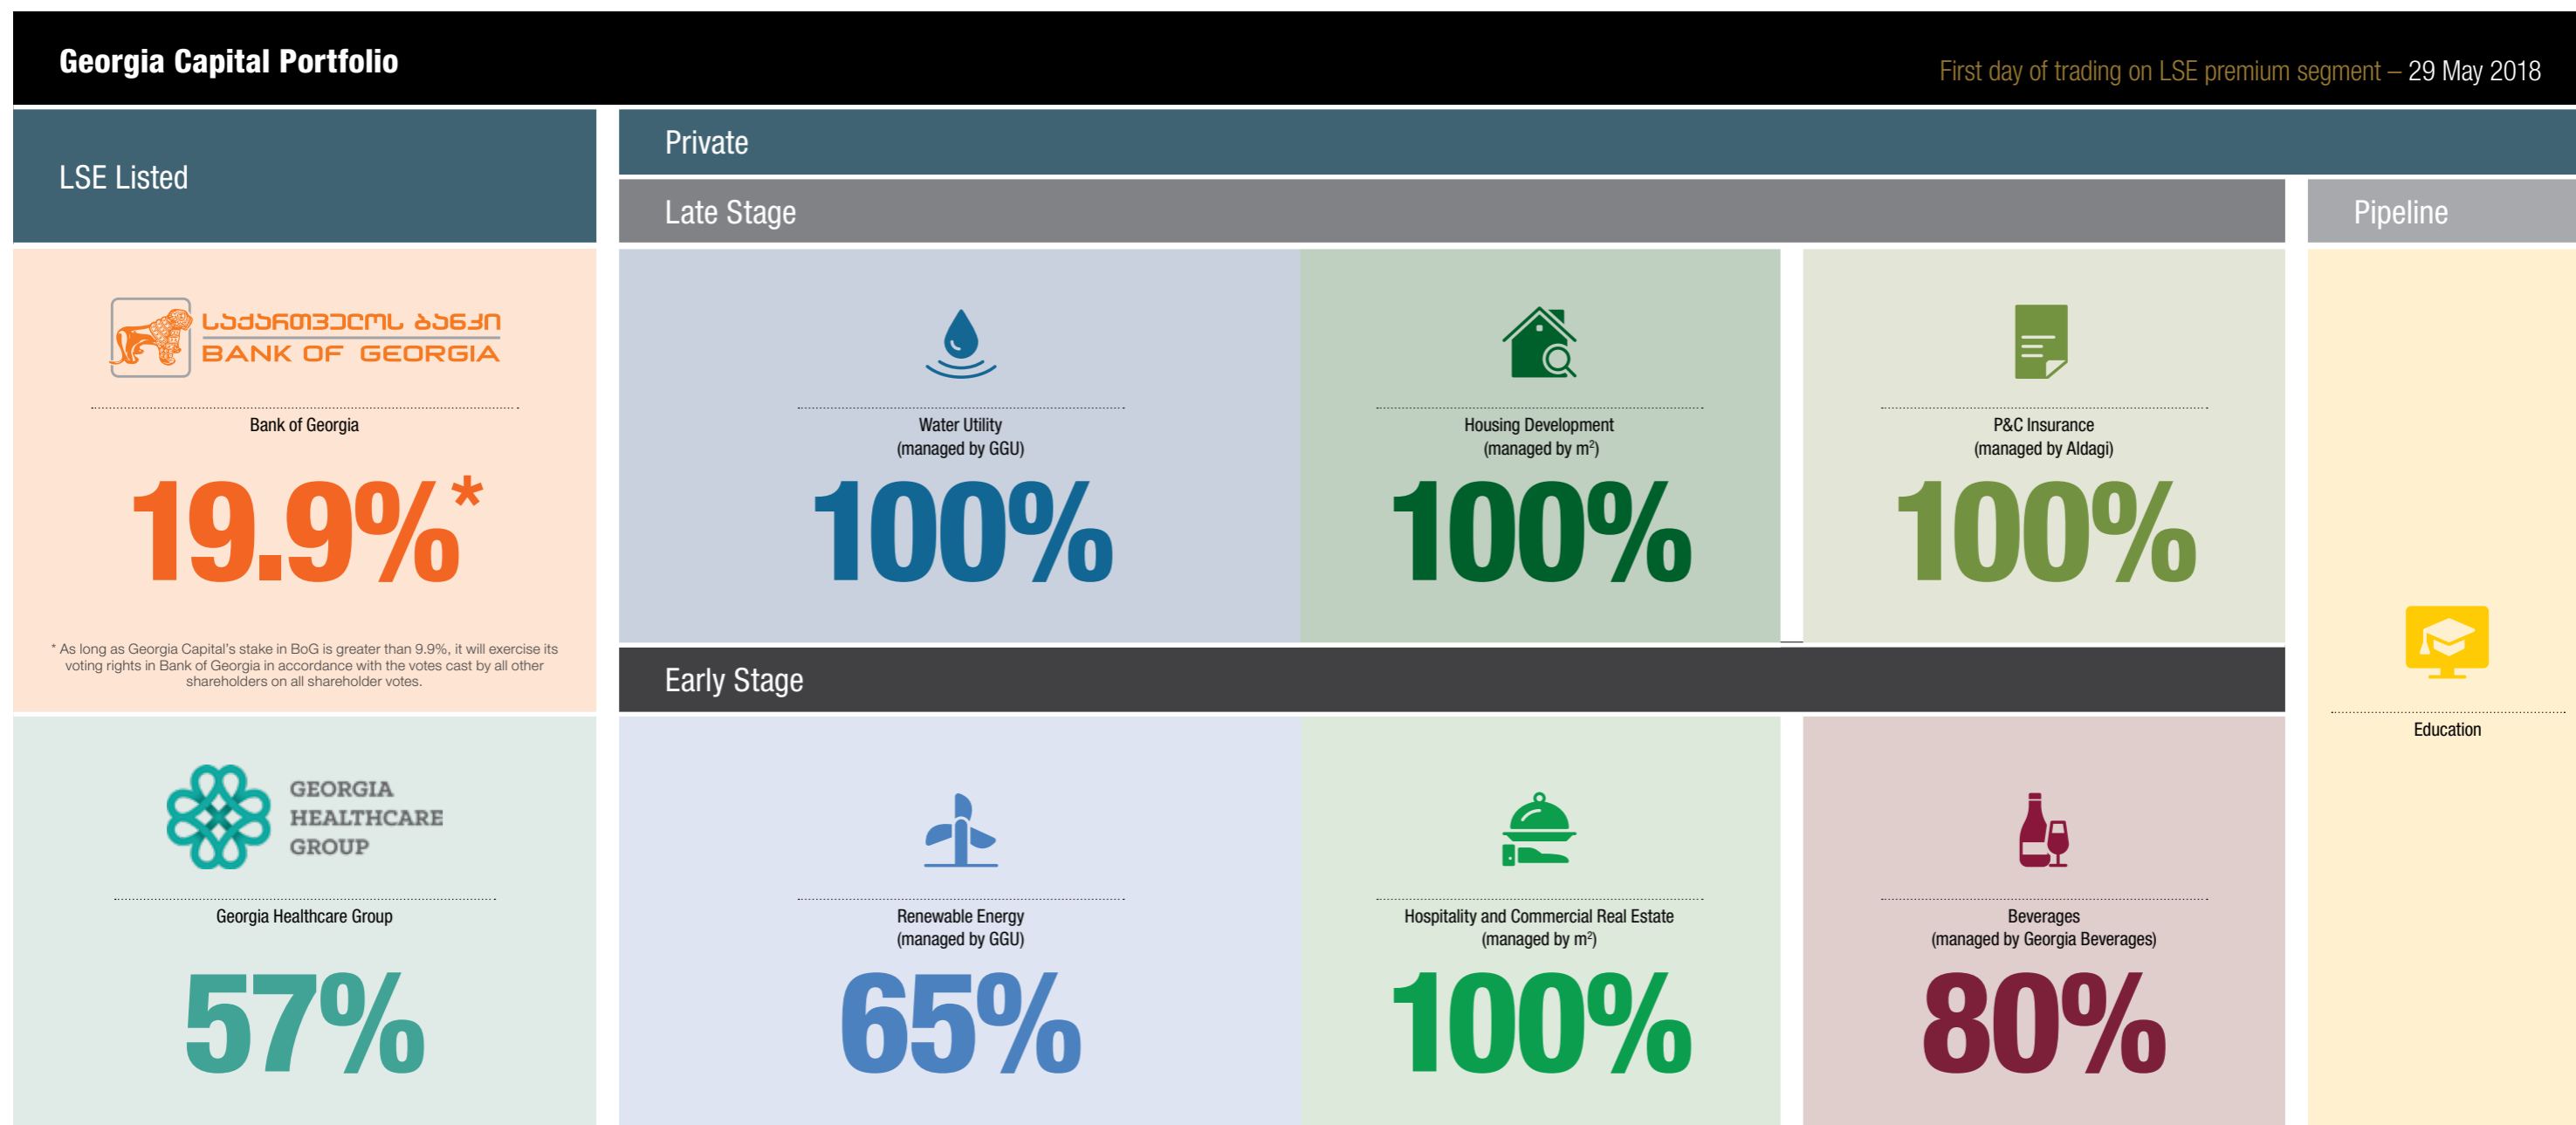 Georgia Capital Portfolio
First day of trading on LSE premium segment – 29 May 2018
LSE Listed
საქართველოს ბანკი
BANK OF GEORGIA
Bank of Georgia
19.9%*
* As long as Georgia Capital's stake in BoG is greater than 9.9%, it will exercise its
voting rights in Bank of Georgia in accordance with the votes cast by all other
shareholders on all shareholder votes.
GEORGIA
HEALTHCARE
GROUP
Georgia Healthcare Group
57%
Private
Late Stage
Water Utility
(managed by GGU)
100%
Housing Development
(managed by m²)
100%
P&C Insurance
(managed by Aldagi)
100%
Early Stage
Renewable Energy
(managed by GGU)
65%
Hospitality and Commercial Real Estate
(managed by m²)
100%
Beverages
(managed by Georgia Beverages)
80%
Pipeline
Education